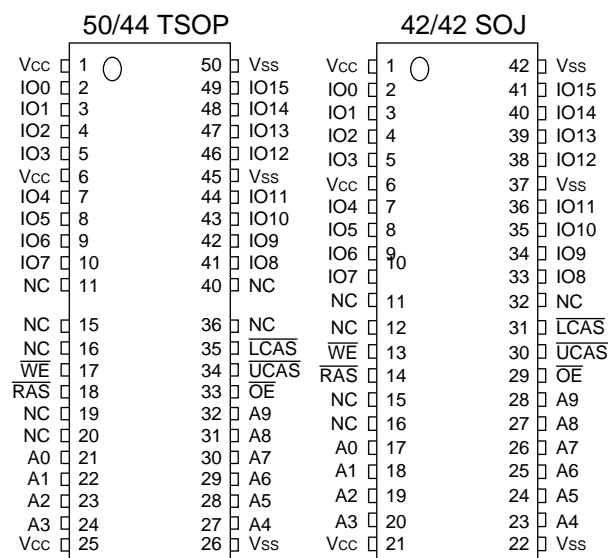 50/44 TSOP
Vcc 1 50 Vss
IO0 2 49 IO15
IO1 3 48 IO14
IO2 4 47 IO13
IO3 5 46 IO12
Vcc 6 45 Vss
IO4 7 44 IO11
IO5 8 43 IO10
IO6 9 42 IO9
IO7 10 41 IO8
NC 11 40 NC
NC 15 36 NC
NC 16 35 LCAS
WE 17 34 UCAS
RAS 18 33 OE
NC 19 32 A9
NC 20 31 A8
A0 21 30 A7
A1 22 29 A6
A2 23 28 A5
A3 24 27 A4
Vcc 25 26 Vss
42/42 SOJ
Vcc 1 42 Vss
IO0 2 41 IO15
IO1 3 40 IO14
IO2 4 39 IO13
IO3 5 38 IO12
Vcc 6 37 Vss
IO4 7 36 IO11
IO5 8 35 IO10
IO6 9 34 IO9
IO7 10 33 IO8
NC 11 32 NC
NC 12 31 LCAS
WE 13 30 UCAS
RAS 14 29 OE
NC 15 28 A9
NC 16 27 A8
A0 17 26 A7
A1 18 25 A6
A2 19 24 A5
A3 20 23 A4
Vcc 21 22 Vss